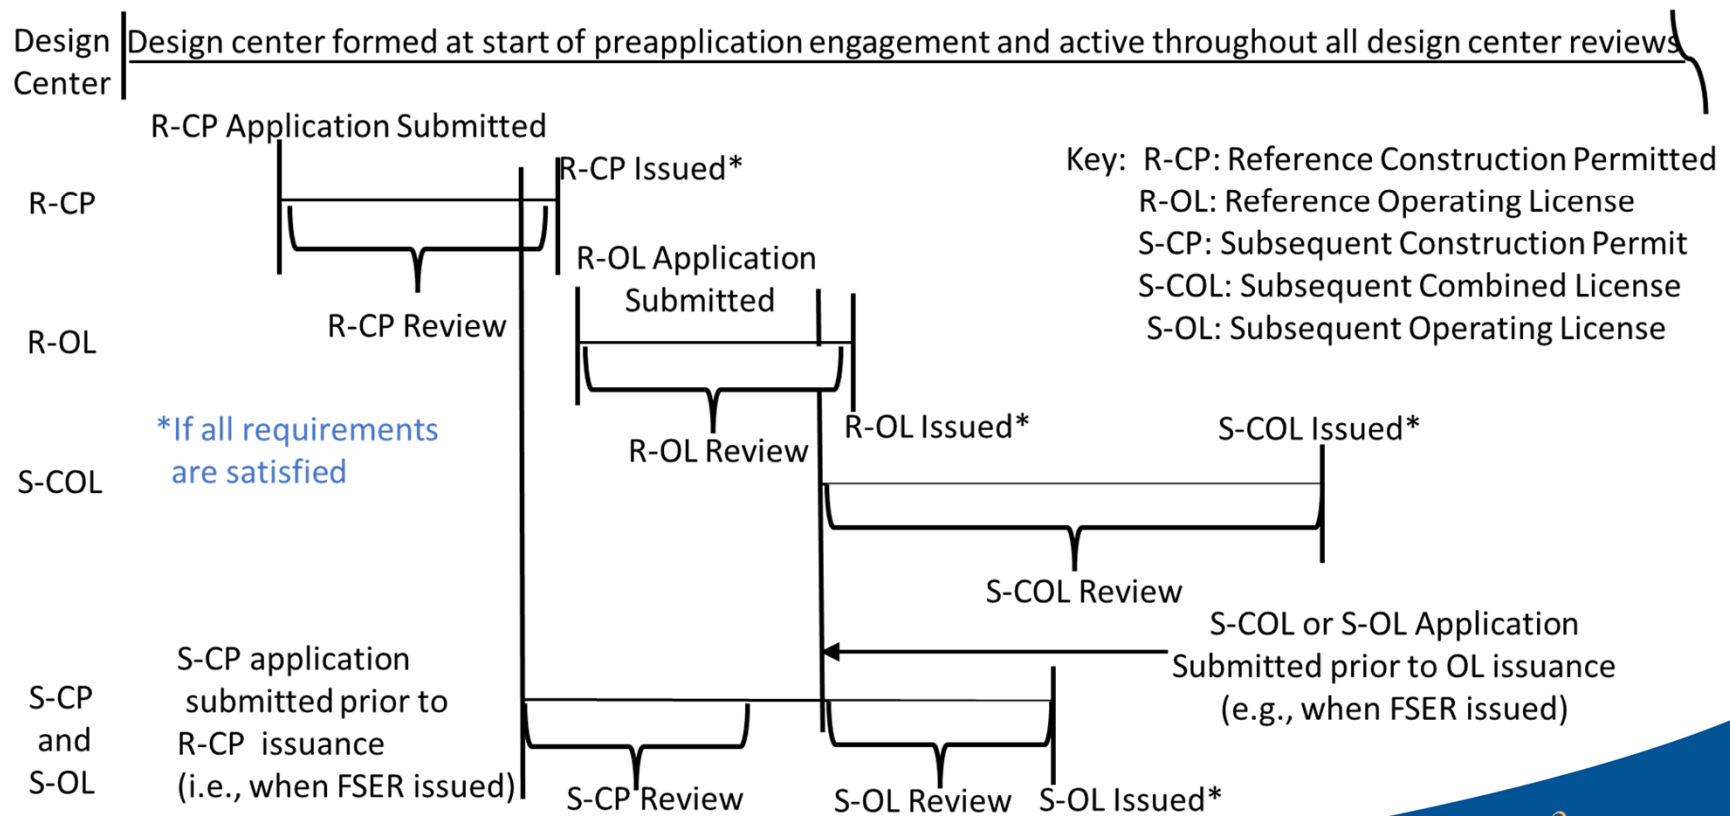 Design
Center
Design center formed at start of preapplication engagement and active throughout all design center reviews
R-CP Application Submitted
R-CP Issued*
Key: R-CP: Reference Construction Permitted
R-OL: Reference Operating License
S-CP: Subsequent Construction Permit
S-COL: Subsequent Combined License
S-OL: Subsequent Operating License
R-CP
R-CP Review
R-OL Application
Submitted
R-OL
R-OL Review
R-OL Issued*
*If all requirements
are satisfied
S-COL Issued*
S-COL
S-COL Review
S-COL or S-OL Application
Submitted prior to OL issuance
(e.g., when FSER issued)
S-CP
and
S-OL
S-CP application
submitted prior to
R-CP issuance
(i.e., when FSER issued)
S-CP Review
S-OL Review
S-OL Issued*